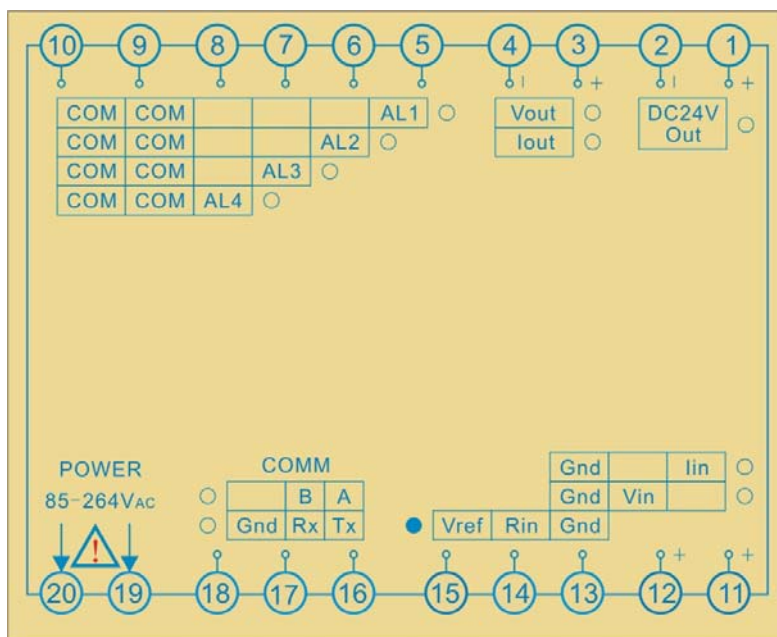 10 9 8 7 6 5 4 3 2 1
- + - +
COM COM AL1 Vout DC24V
COM COM AL2 Iout Out
COM COM AL3
COM COM AL4
POWER COMM Gnd Iin
85-264VAC B A Gnd Vin
Gnd Rx Tx Vref Rin Gnd
! + +
20 19 18 17 16 15 14 13 12 11